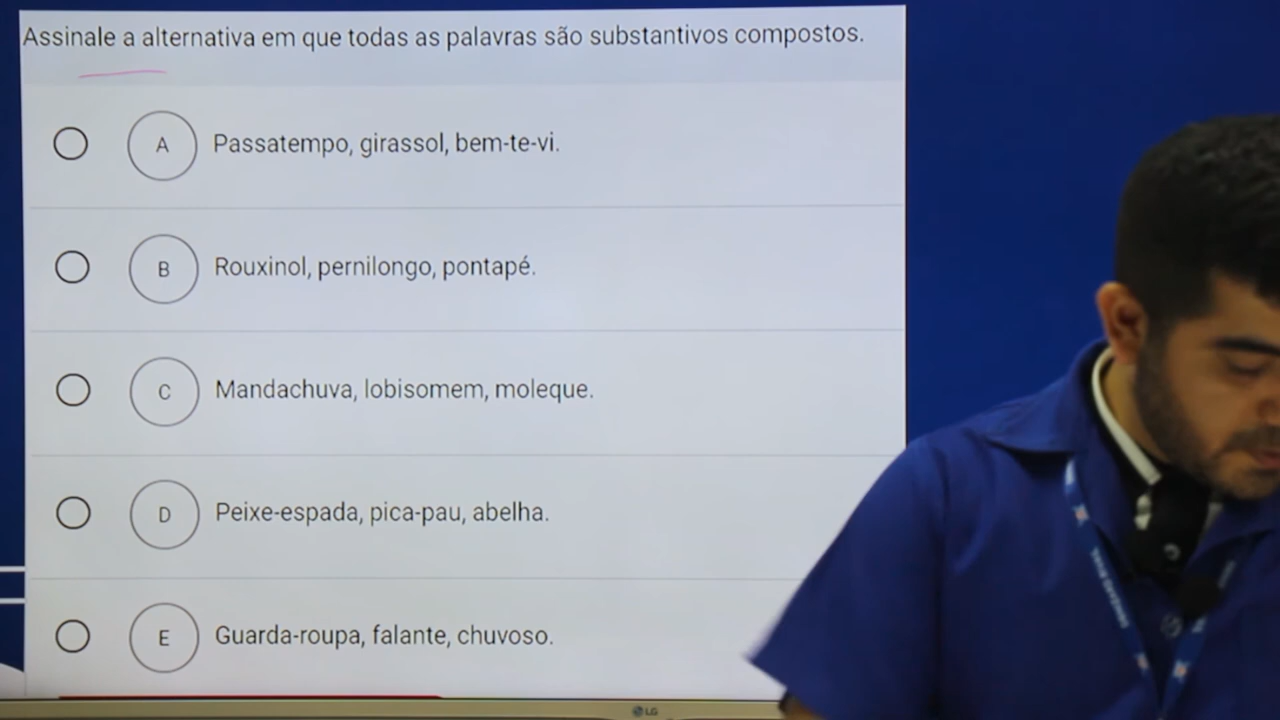 Assinale a alternativa em que todas as palavras são substantivos compostos.
A Passatempo, girassol, bem-te-vi.
B Rouxinol, pernilongo, pontapé.
C Mandachuva, lobisomem, moleque.
D Peixe-espada, pica-pau, abelha.
E Guarda-roupa, falante, chuvoso.
LG